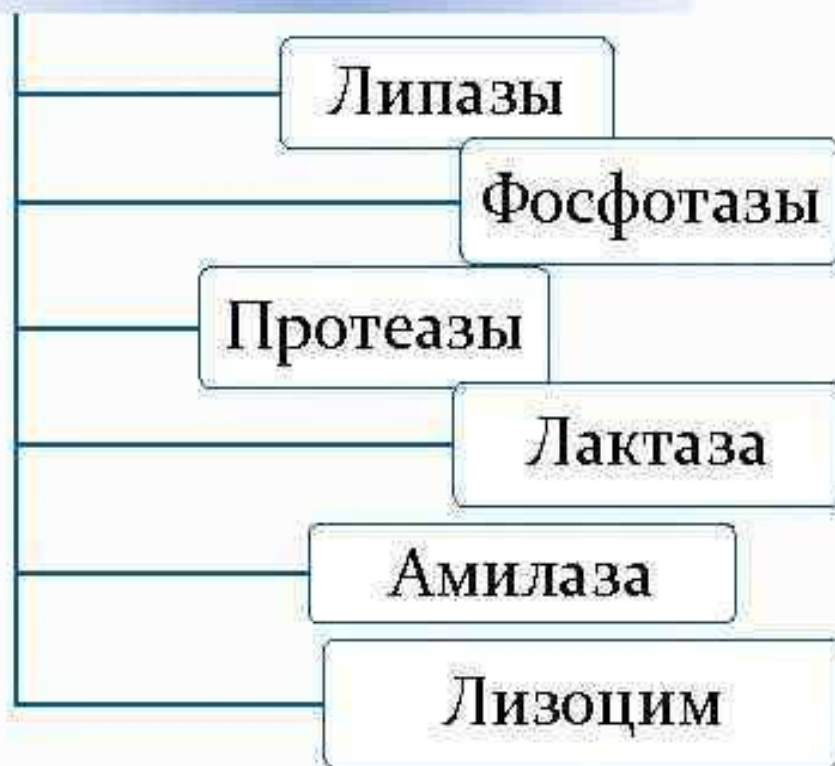 Липазы
Фосфотазы
Протеазы
Лактаза
Амилаза
Лизоцим